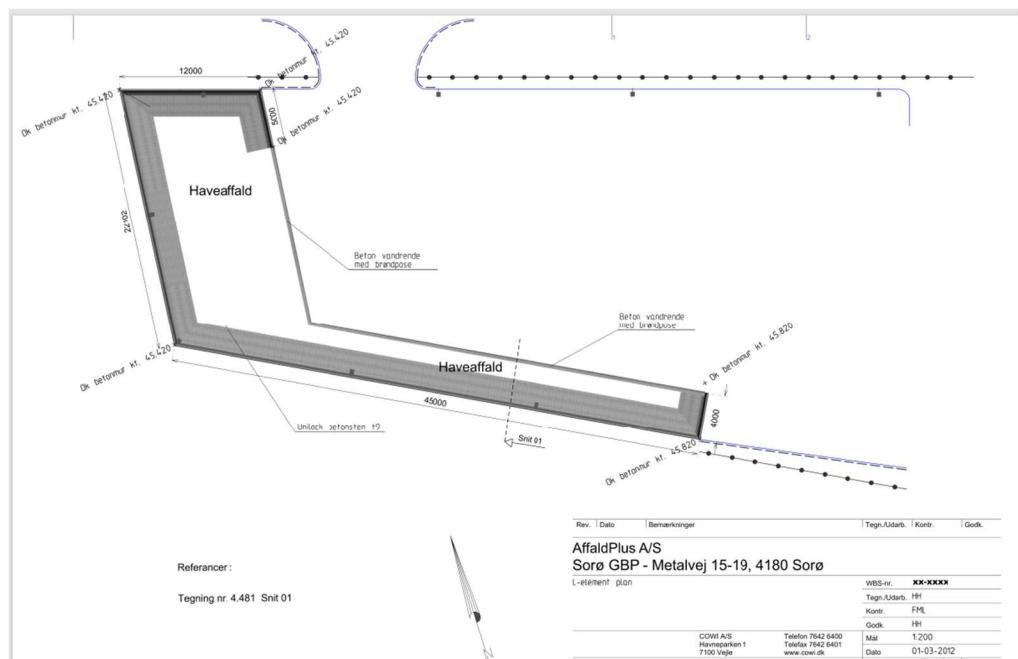 Ok betonmur kt. 45.420
12000
Ok betonmur kt. 45.420
5000
Ok betonmur kt. 45.420
Haveaffald
22102
Beton vandrende
med brøndpose
Beton vandrende
med brøndpose
Ok betonmur kt. 45.820
Ok betonmur kt. 45.420
Haveaffald
45000
4000
Unilock betonsten t9
Snit 01
Ok betonmur kt. 45.820
Rev. Dato Bemærkninger Tegn./Udarb. Kontr. Godk.
AffaldPlus A/S
Sorø GBP - Metalvej 15-19, 4180 Sorø
L-element plan
WBS-nr. XX-XXXX
Tegn./Udarb. HH
Kontr. FML
Godk. HH
Referancer :
Tegning nr. 4.481 Snit 01
N
COWI A/S Telefon 7642 6400 Mål 1:200
Havneparken 1 Telefax 7642 6401
7100 Vejle www.cowi.dk Dato 01-03-2012